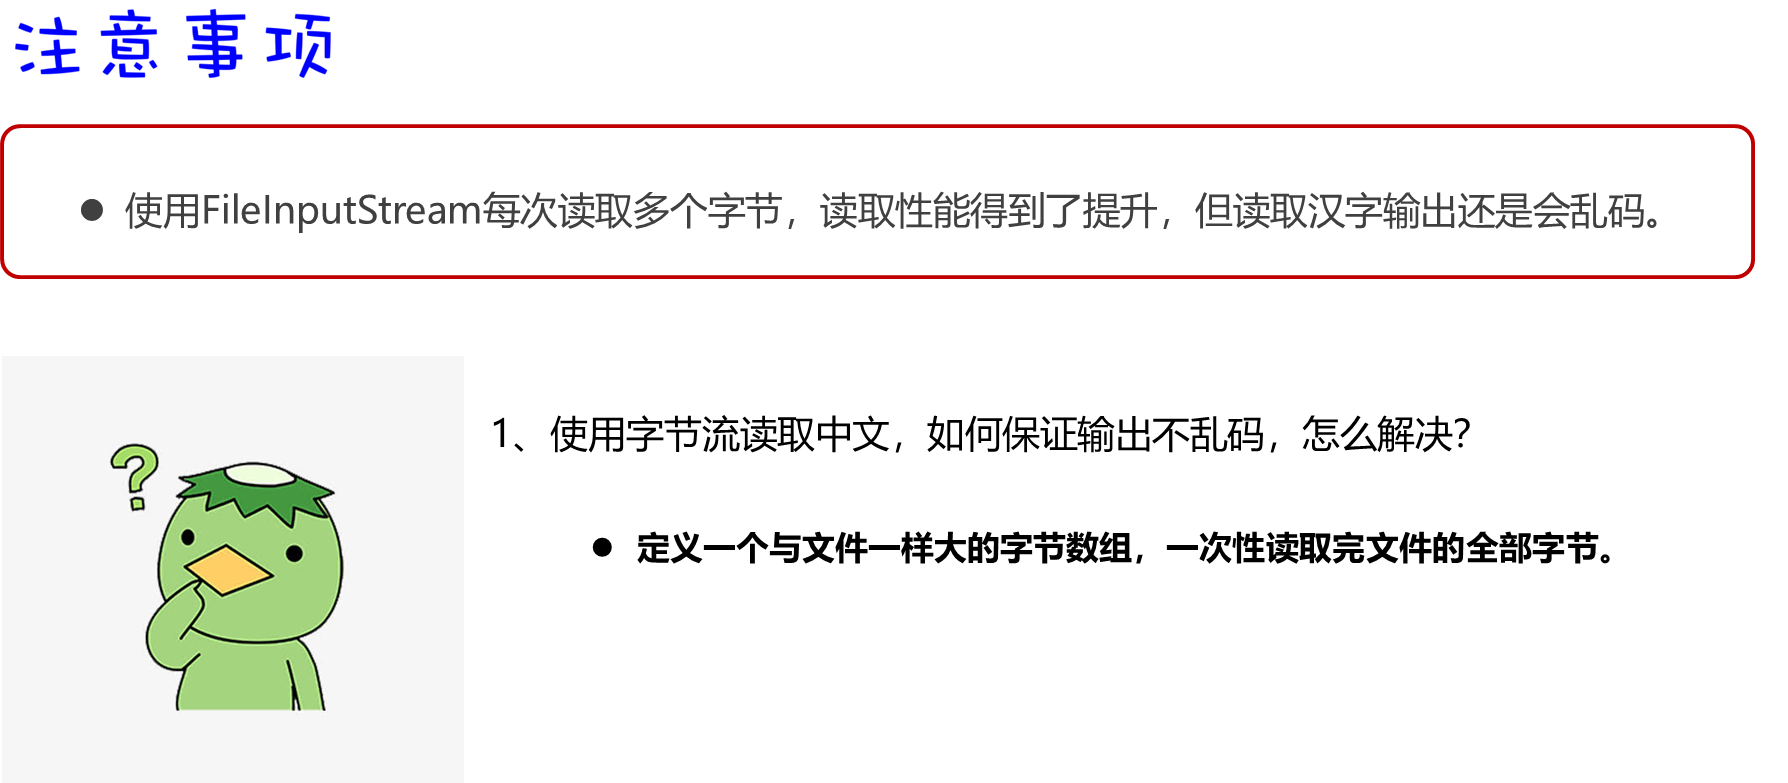 注意事项
● 使用FileInputStream每次读取多个字节，读取性能得到了提升，但读取汉字输出还是会乱码。
?
1、使用字节流读取中文，如何保证输出不乱码，怎么解决？
● 定义一个与文件一样大的字节数组，一次性读取完文件的全部字节。